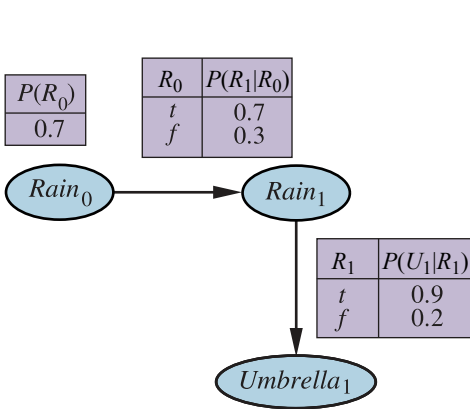 P(R0)
0.7
R0 P(R1|R0)
t 0.7
f 0.3
Rain0
Rain1
R1 P(U1|R1)
t 0.9
f 0.2
Umbrella1